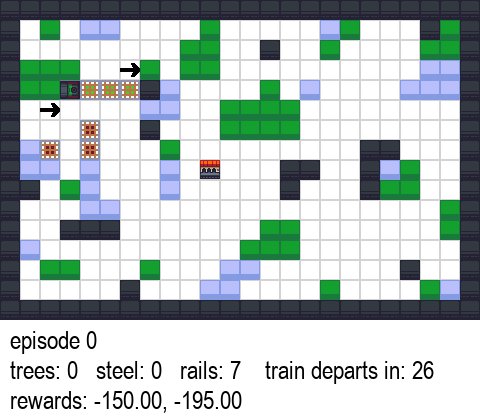 episode 0
trees: 0 steel: 0 rails: 7 train departs in: 26
rewards: -150.00, -195.00